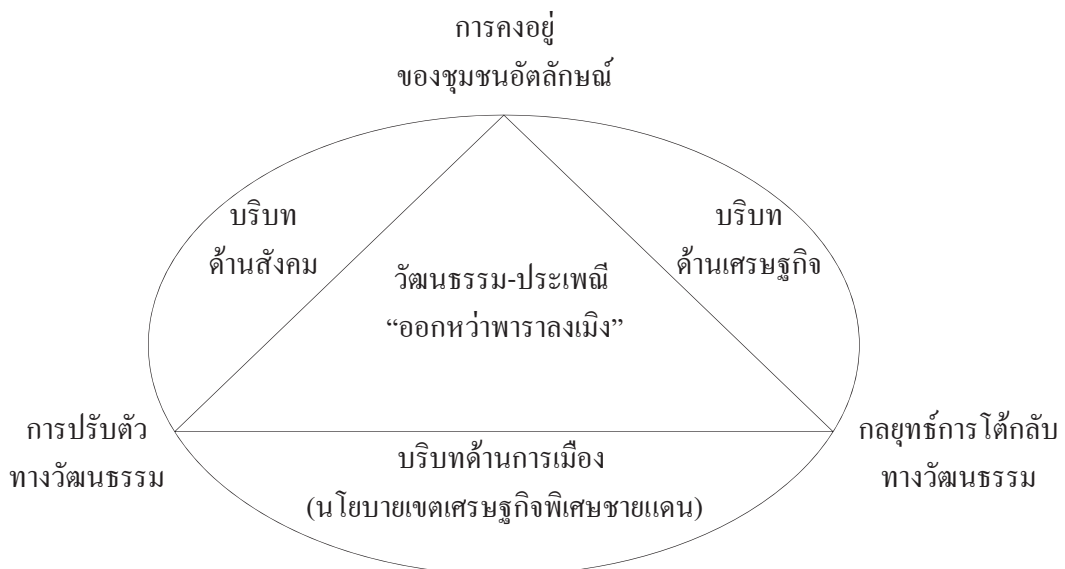 การคงอยู่
ของชุมชนอัตลักษณ์
บริบท
ด้านสังคม
บริบท
ด้านเศรษฐกิจ
วัฒนธรรม-ประเพณี
“ออกหว่าพาราลงเมิง”
การปรับตัว
ทางวัฒนธรรม
กลยุทธ์การโต้กลับ
ทางวัฒนธรรม
บริบทด้านการเมือง
(นโยบายเขตเศรษฐกิจพิเศษชายแดน)